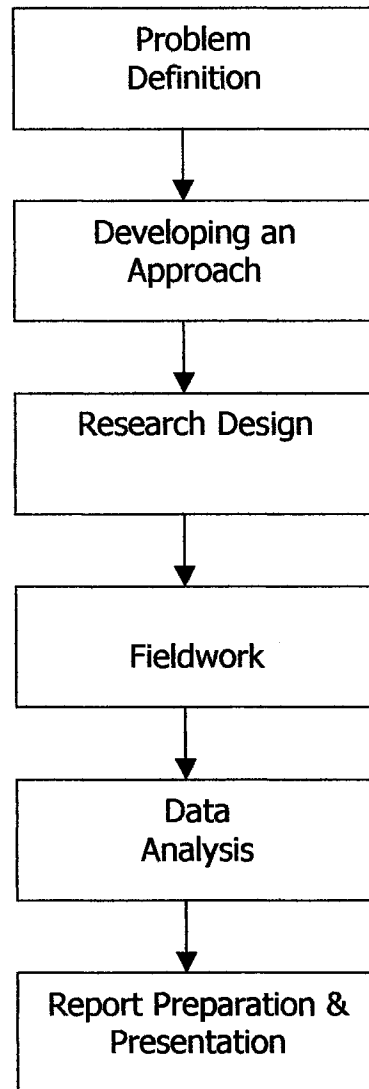 Problem
Definition
Developing an
Approach
Research Design
Fieldwork
Data
Analysis
Report Preparation &
Presentation